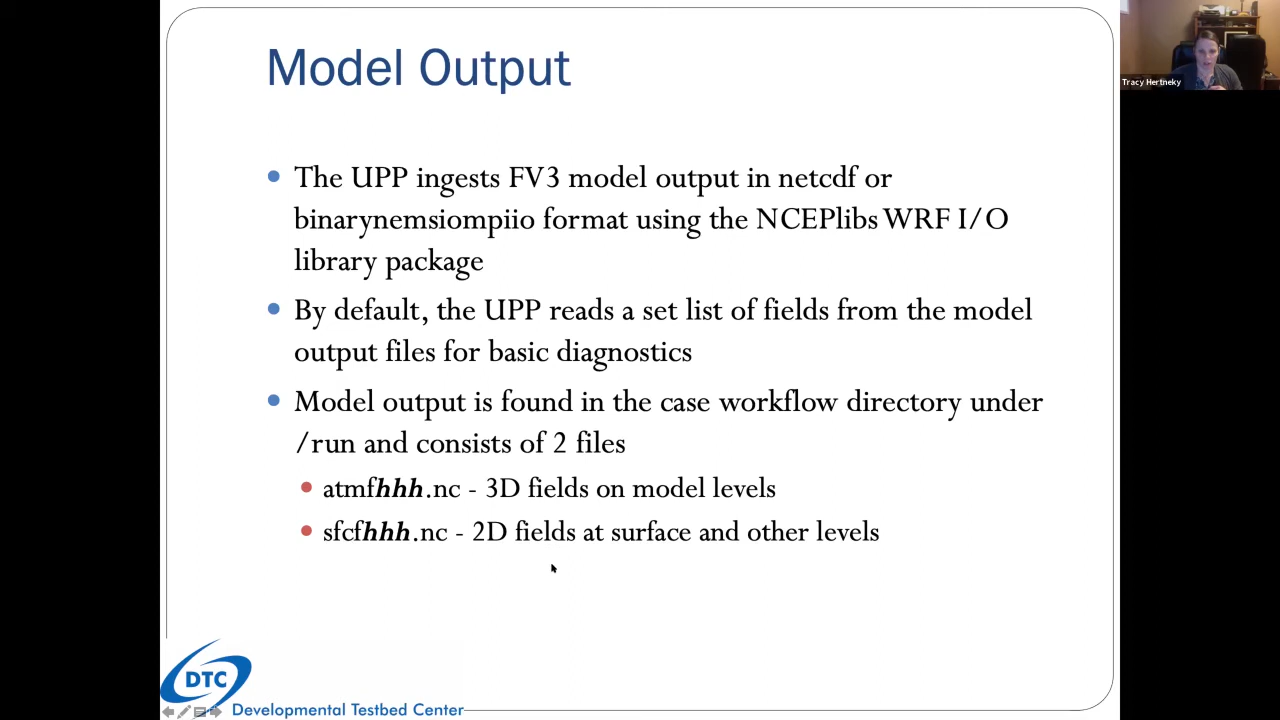 Model Output
The UPP ingests FV3 model output in netcdf or
binarynemsiompiio format using the NCEPlibs WRF I/O
library package
By default, the UPP reads a set list of fields from the model
output files for basic diagnostics
Model output is found in the case workflow directory under
/run and consists of 2 files
atmfhhh.nc - 3D fields on model levels
sfcfhhh.nc - 2D fields at surface and other levels
DTC
Developmental Testbed Center
Tracy Hertneky